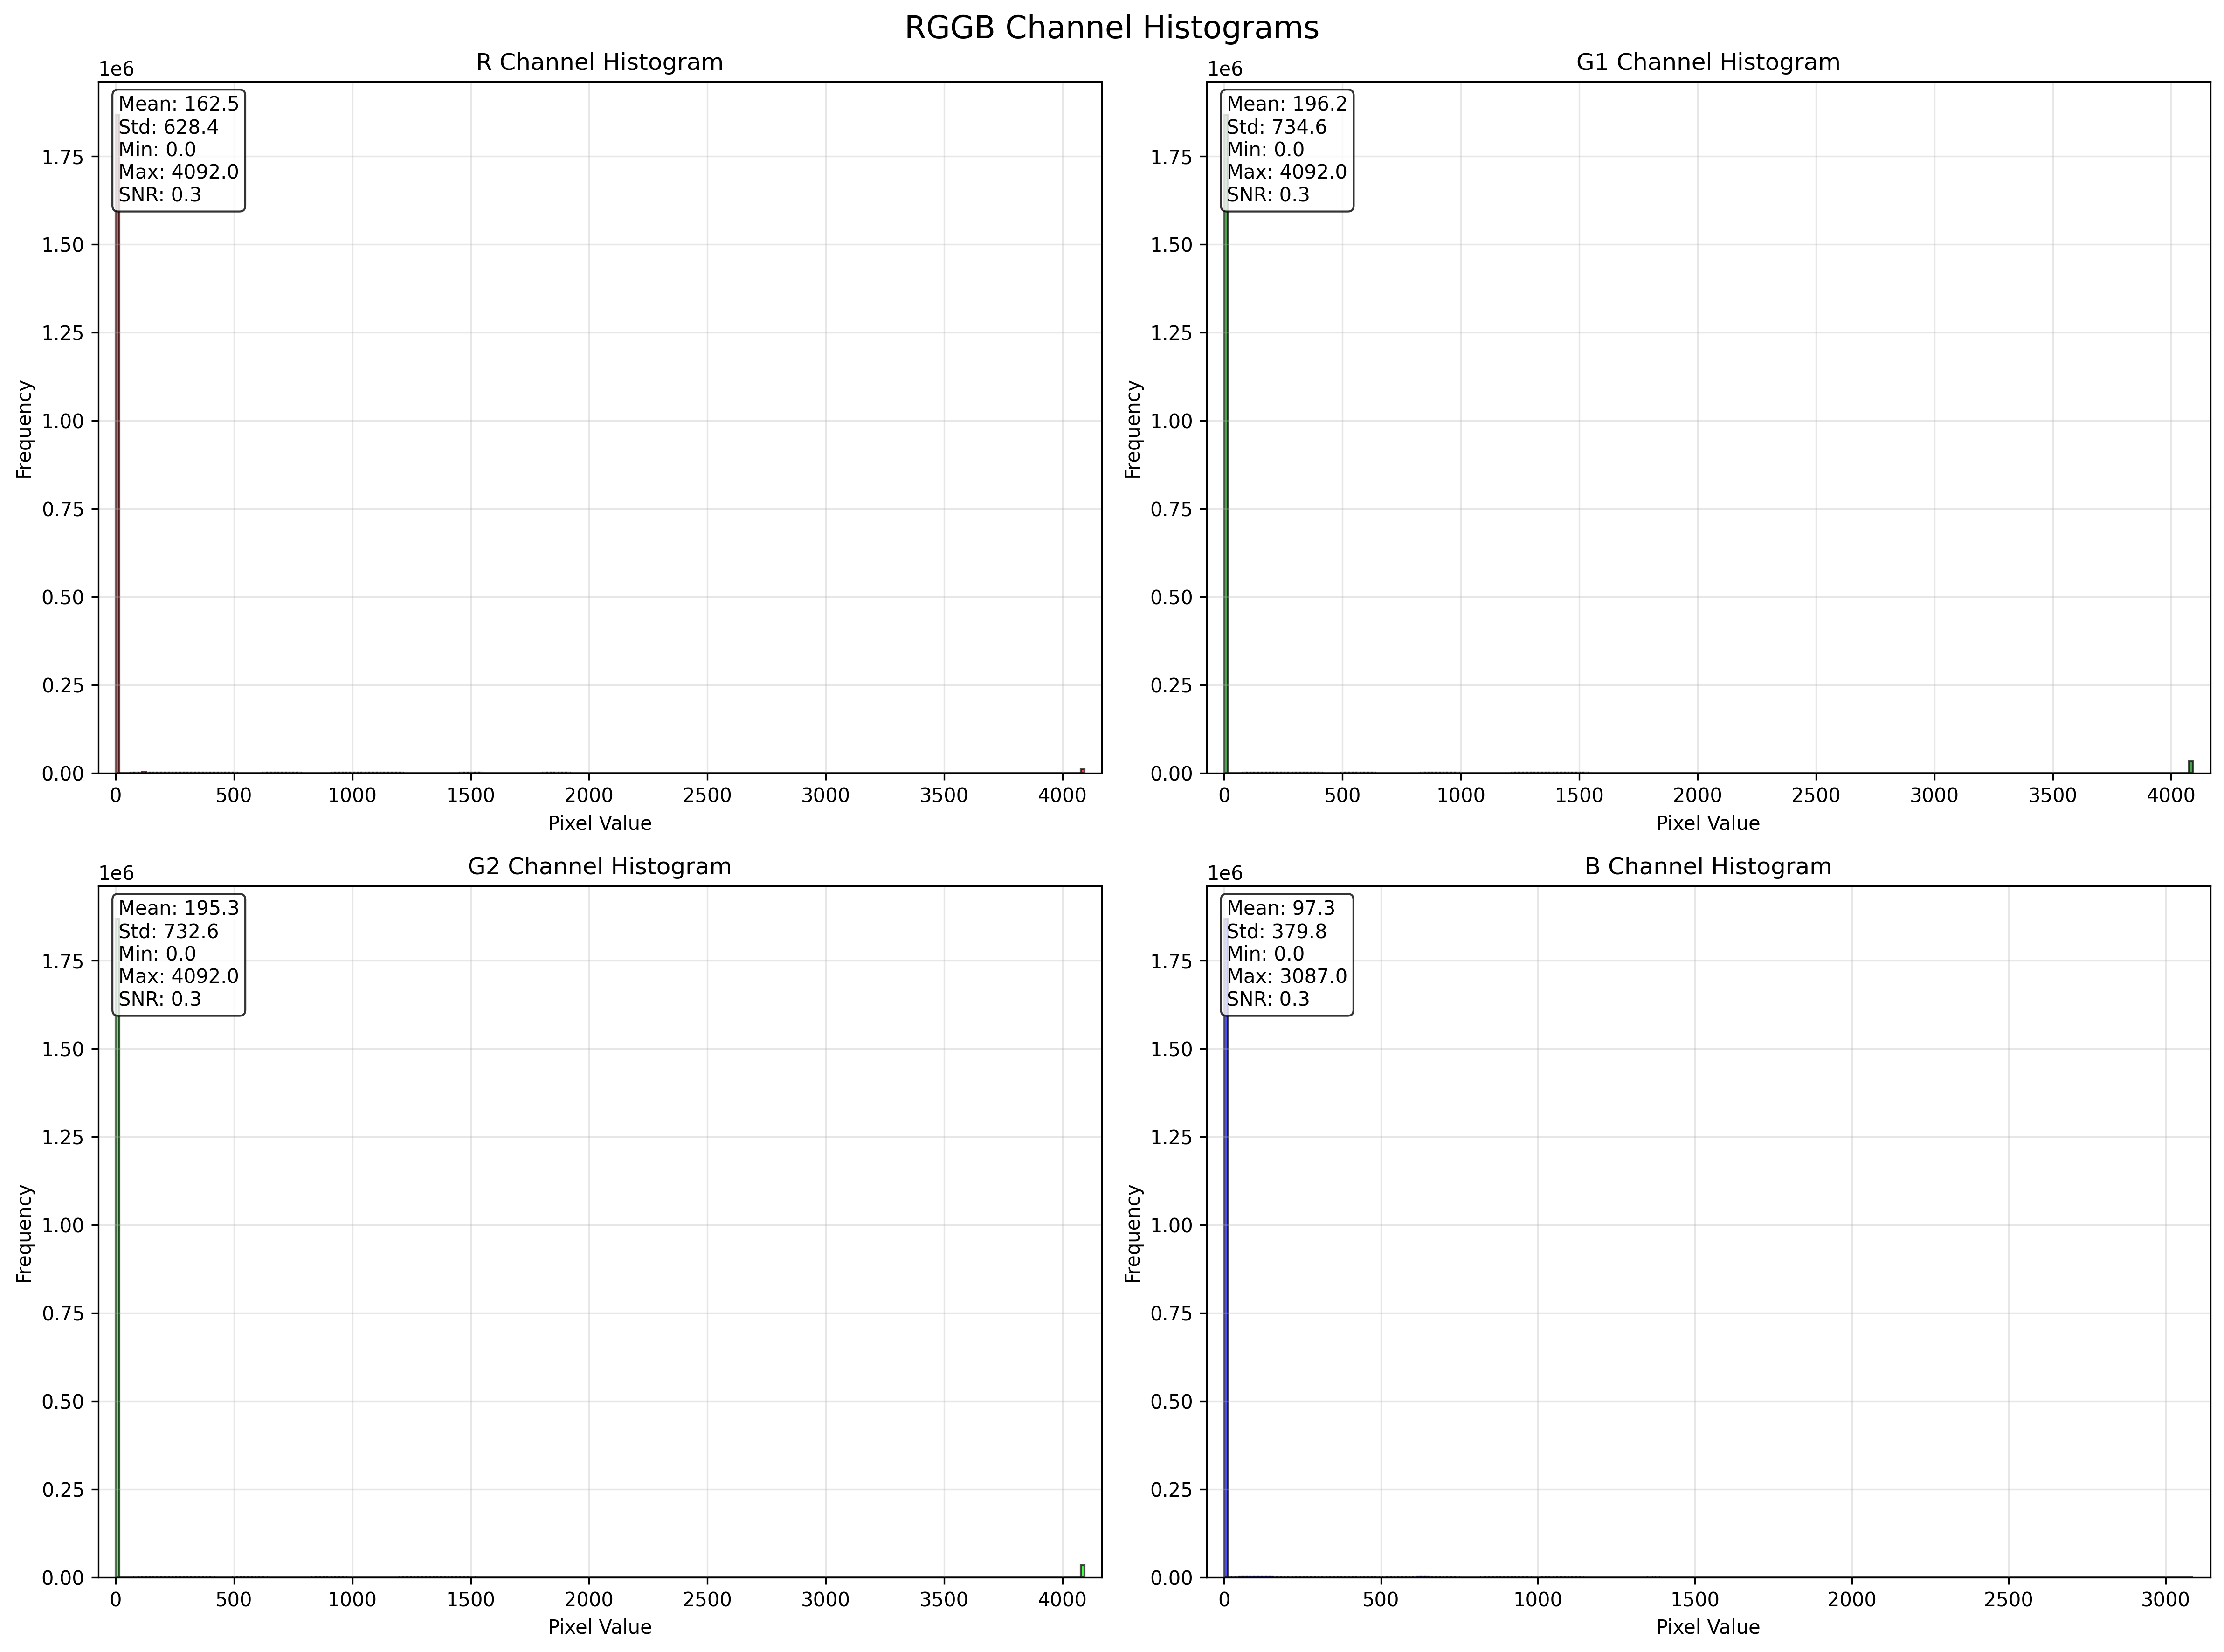 RGGB Channel Histograms
R Channel Histogram
1e6
Mean: 162.5
Std: 628.4
Min: 0.0
Max: 4092.0
SNR: 0.3
1.75
1.50
1.25
1.00
0.75
0.50
0.25
0.00
Frequency
0 500 1000 1500 2000 2500 3000 3500 4000
Pixel Value
G1 Channel Histogram
1e6
Mean: 196.2
Std: 734.6
Min: 0.0
Max: 4092.0
SNR: 0.3
1.75
1.50
1.25
1.00
0.75
0.50
0.25
0.00
Frequency
0 500 1000 1500 2000 2500 3000 3500 4000
Pixel Value
G2 Channel Histogram
1e6
Mean: 195.3
Std: 732.6
Min: 0.0
Max: 4092.0
SNR: 0.3
1.75
1.50
1.25
1.00
0.75
0.50
0.25
0.00
Frequency
0 500 1000 1500 2000 2500 3000 3500 4000
Pixel Value
B Channel Histogram
1e6
Mean: 97.3
Std: 379.8
Min: 0.0
Max: 3087.0
SNR: 0.3
1.75
1.50
1.25
1.00
0.75
0.50
0.25
0.00
Frequency
0 500 1000 1500 2000 2500 3000
Pixel Value